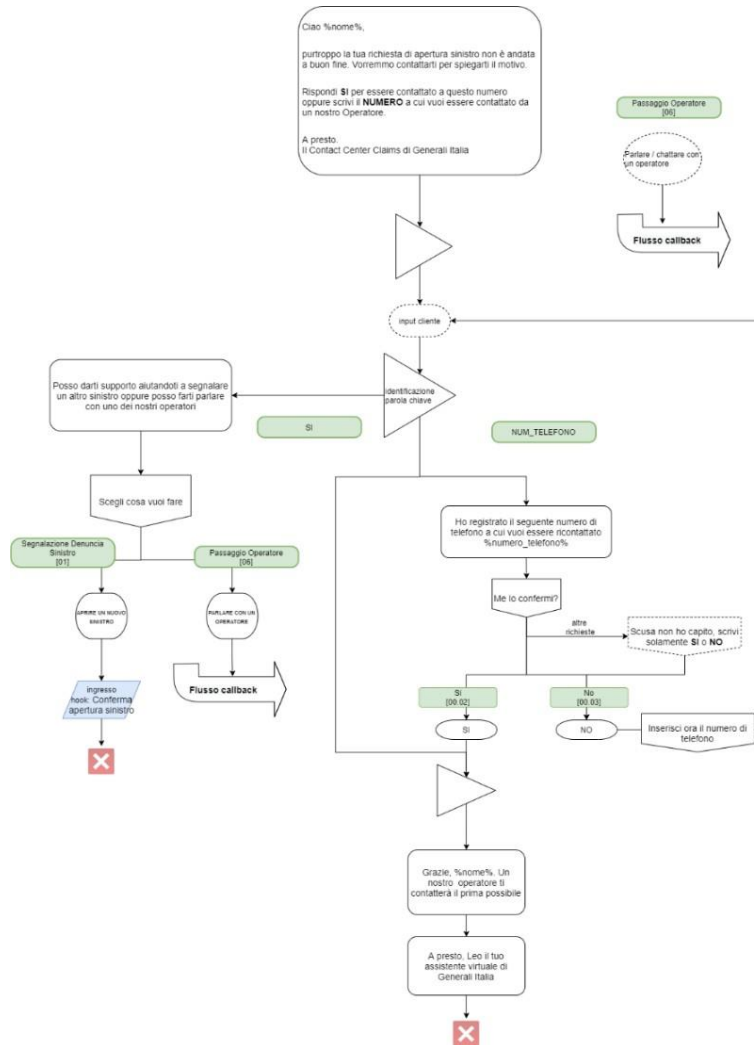 Ciao %nome%,
purtroppo la tua richiesta di apertura sinistro non è andata
a buon fine. Vorremmo contattarti per spiegarti il motivo.
Rispondi SI per essere contattato a questo numero
oppure scrivi il NUMERO a cui vuoi essere contattato da
un nostro Operatore.
A presto.
Il Contact Center Claims di Generali Italia
Passaggio Operatore
[06]
Parlare / chattare con
un operatore
Flusso callback
input cliente
identificazione
parola chiave
Posso darti supporto aiutandoti a segnalare
un altro sinistro oppure posso farti parlare
con uno dei nostri operatori
SI
NUM_TELEFONO
Scegli cosa vuoi fare
Segnalazione Denuncia
Sinistro
[01]
Passaggio Operatore
[06]
APRIRE UN NUOVO
SINISTRO
PARLARE CON UN
OPERATORE
ingresso
hook: Conferma
apertura sinistro
Flusso callback
Ho registrato il seguente numero di
telefono a cui vuoi essere ricontattato
%numero_telefono%
Me lo confermi?
altre
richieste
Scusa non ho capito, scrivi
solamente SI o NO
Si
[00.02]
No
[00.03]
SI
NO
Inserisci ora il numero di
telefono
Grazie, %nome%. Un
nostro operatore ti
contatterà il prima possibile
A presto, Leo il tuo
assistente virtuale di
Generali Italia